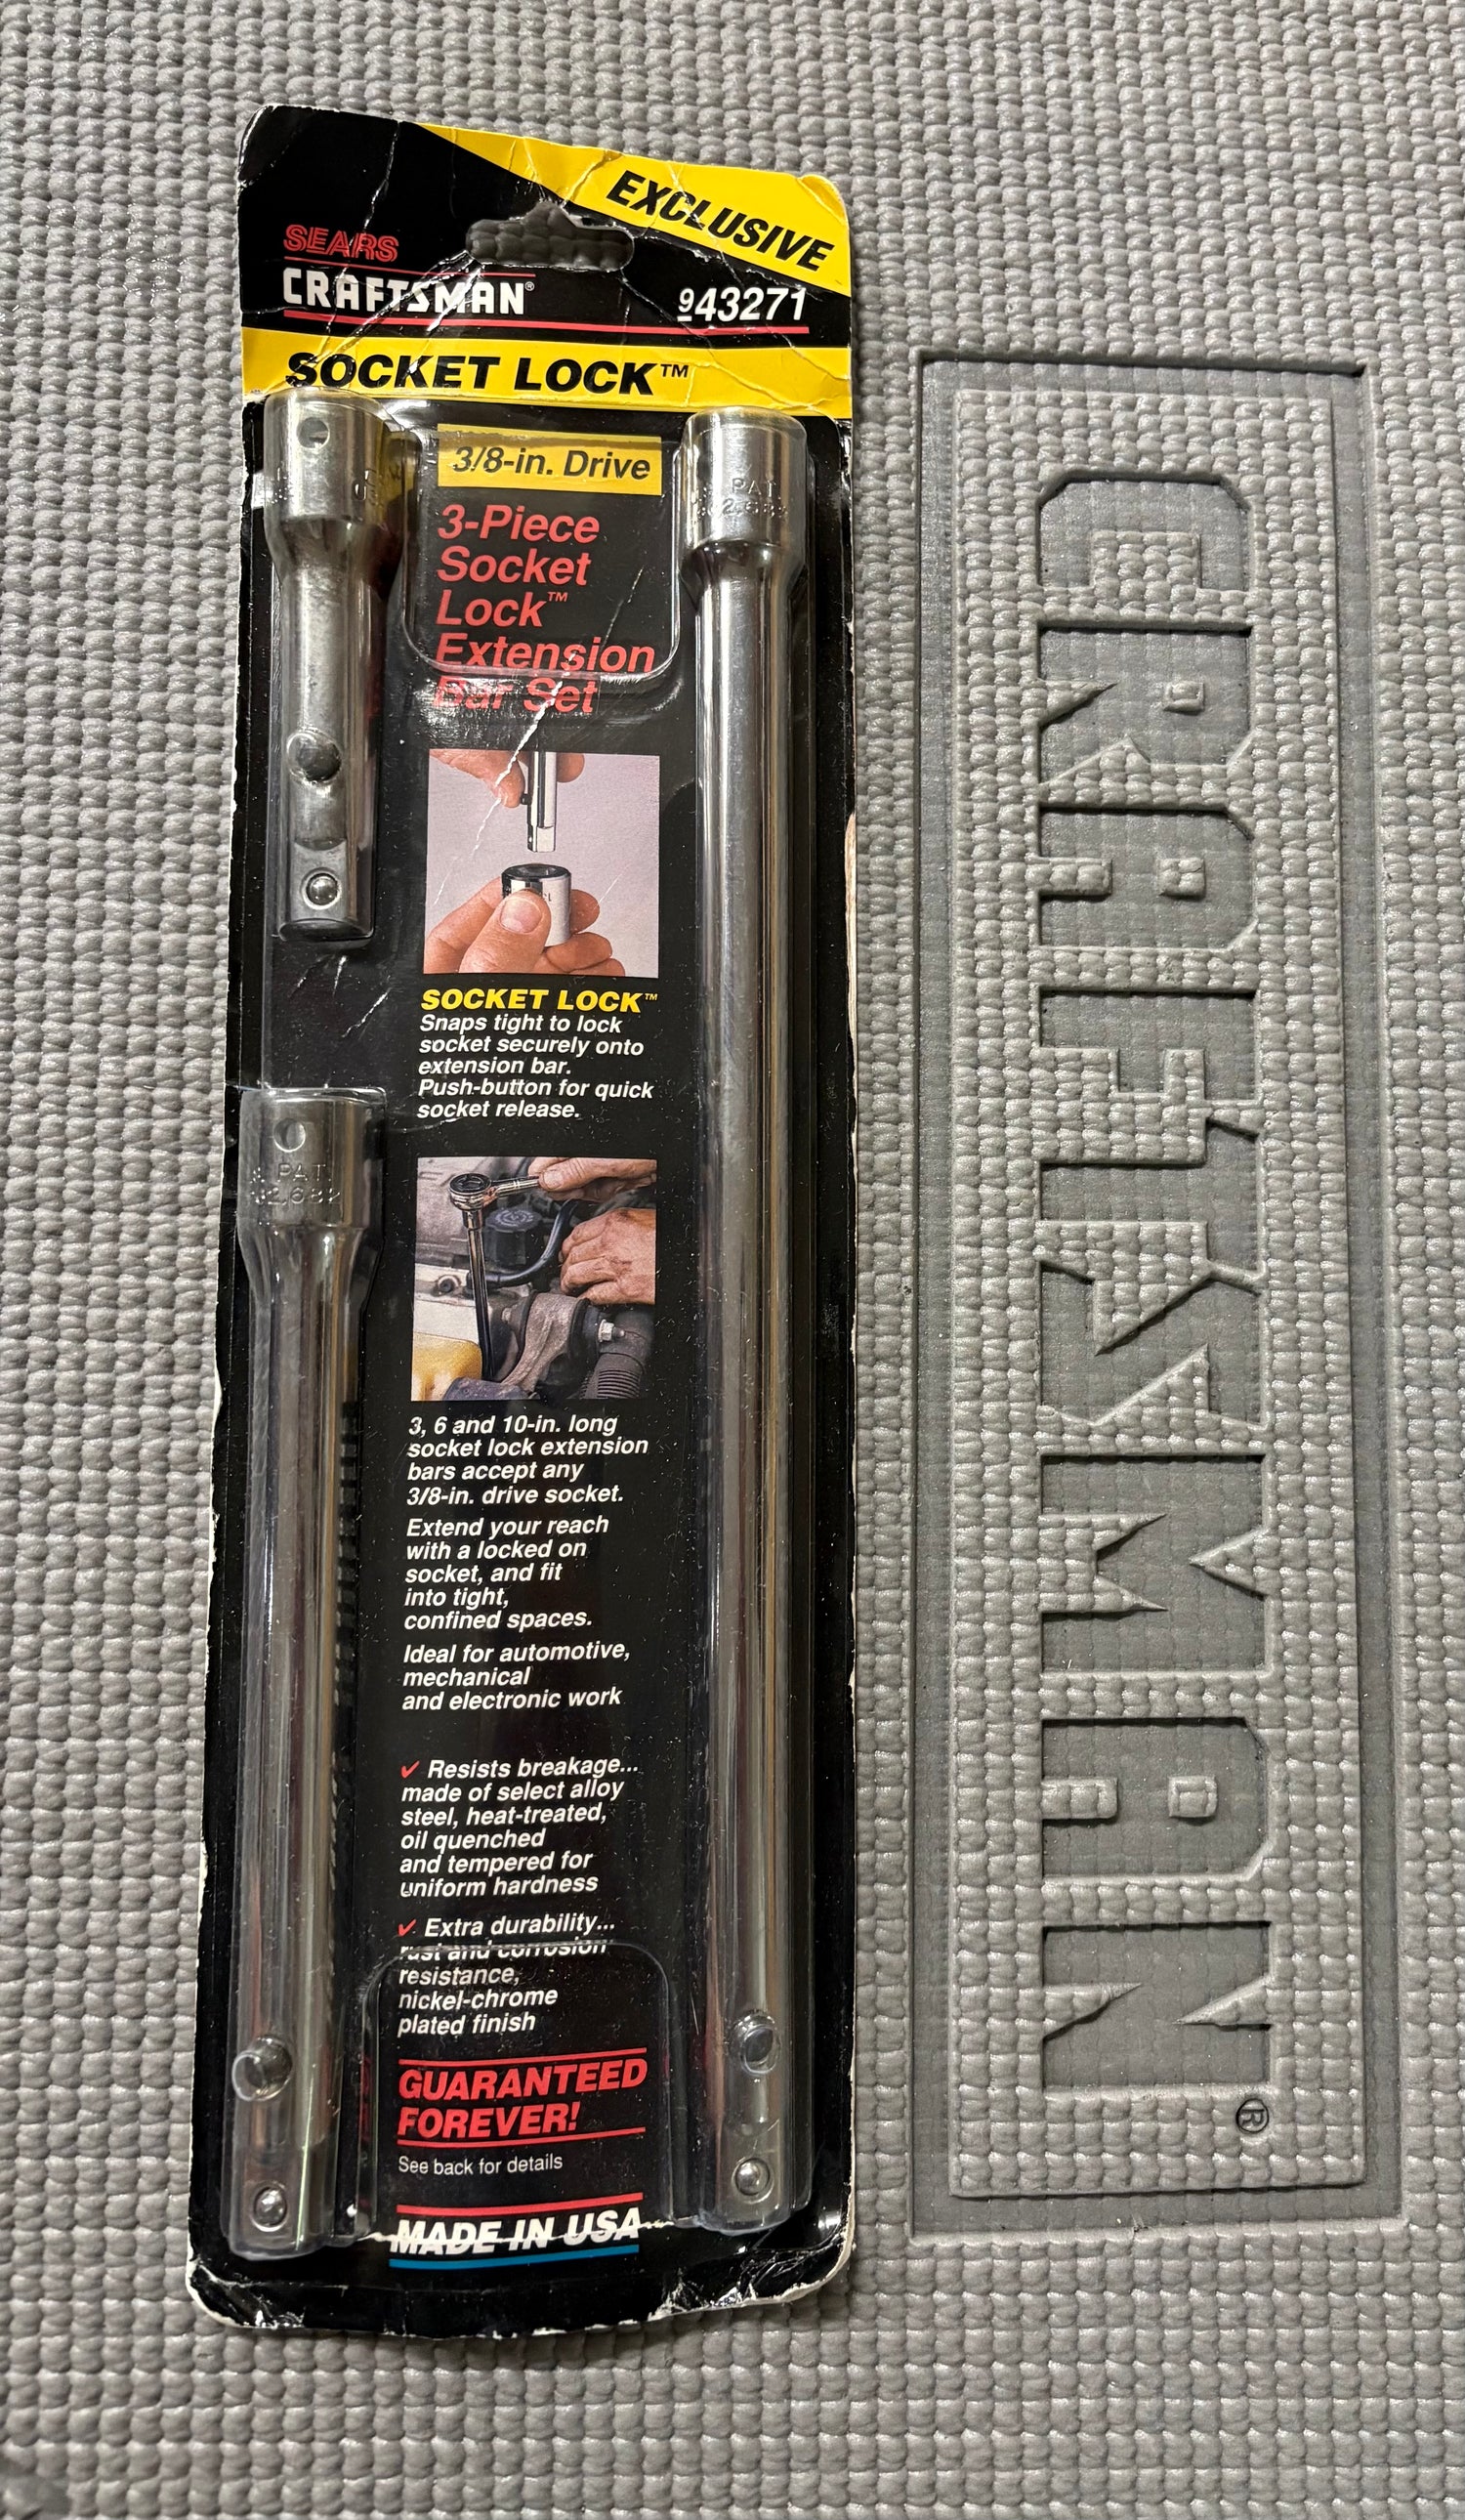 EXCLUSIVE
SEARS
CRAFTSMAN®
943271
SOCKET LOCK™
3/8-in. Drive
3-Piece
Socket
Lock™
Extension
Bar Set
PAT.
SOCKET LOCK™
Snaps tight to lock
socket securely onto
extension bar.
Push-button for quick
socket release.
PAT.
3, 6 and 10-in. long
socket lock extension
bars accept any
3/8-in. drive socket.
Extend your reach
with a locked on
socket, and fit
into tight,
confined spaces.
Ideal for automotive,
mechanical
and electronic work
✓ Resists breakage...
made of select alloy
steel, heat-treated,
oil quenched
and tempered for
uniform hardness
✓ Extra durability...
rust and corrosion
resistance,
nickel-chrome
plated finish
GUARANTEED
FOREVER!
See back for details
MADE IN USA
CRAFTSMAN®